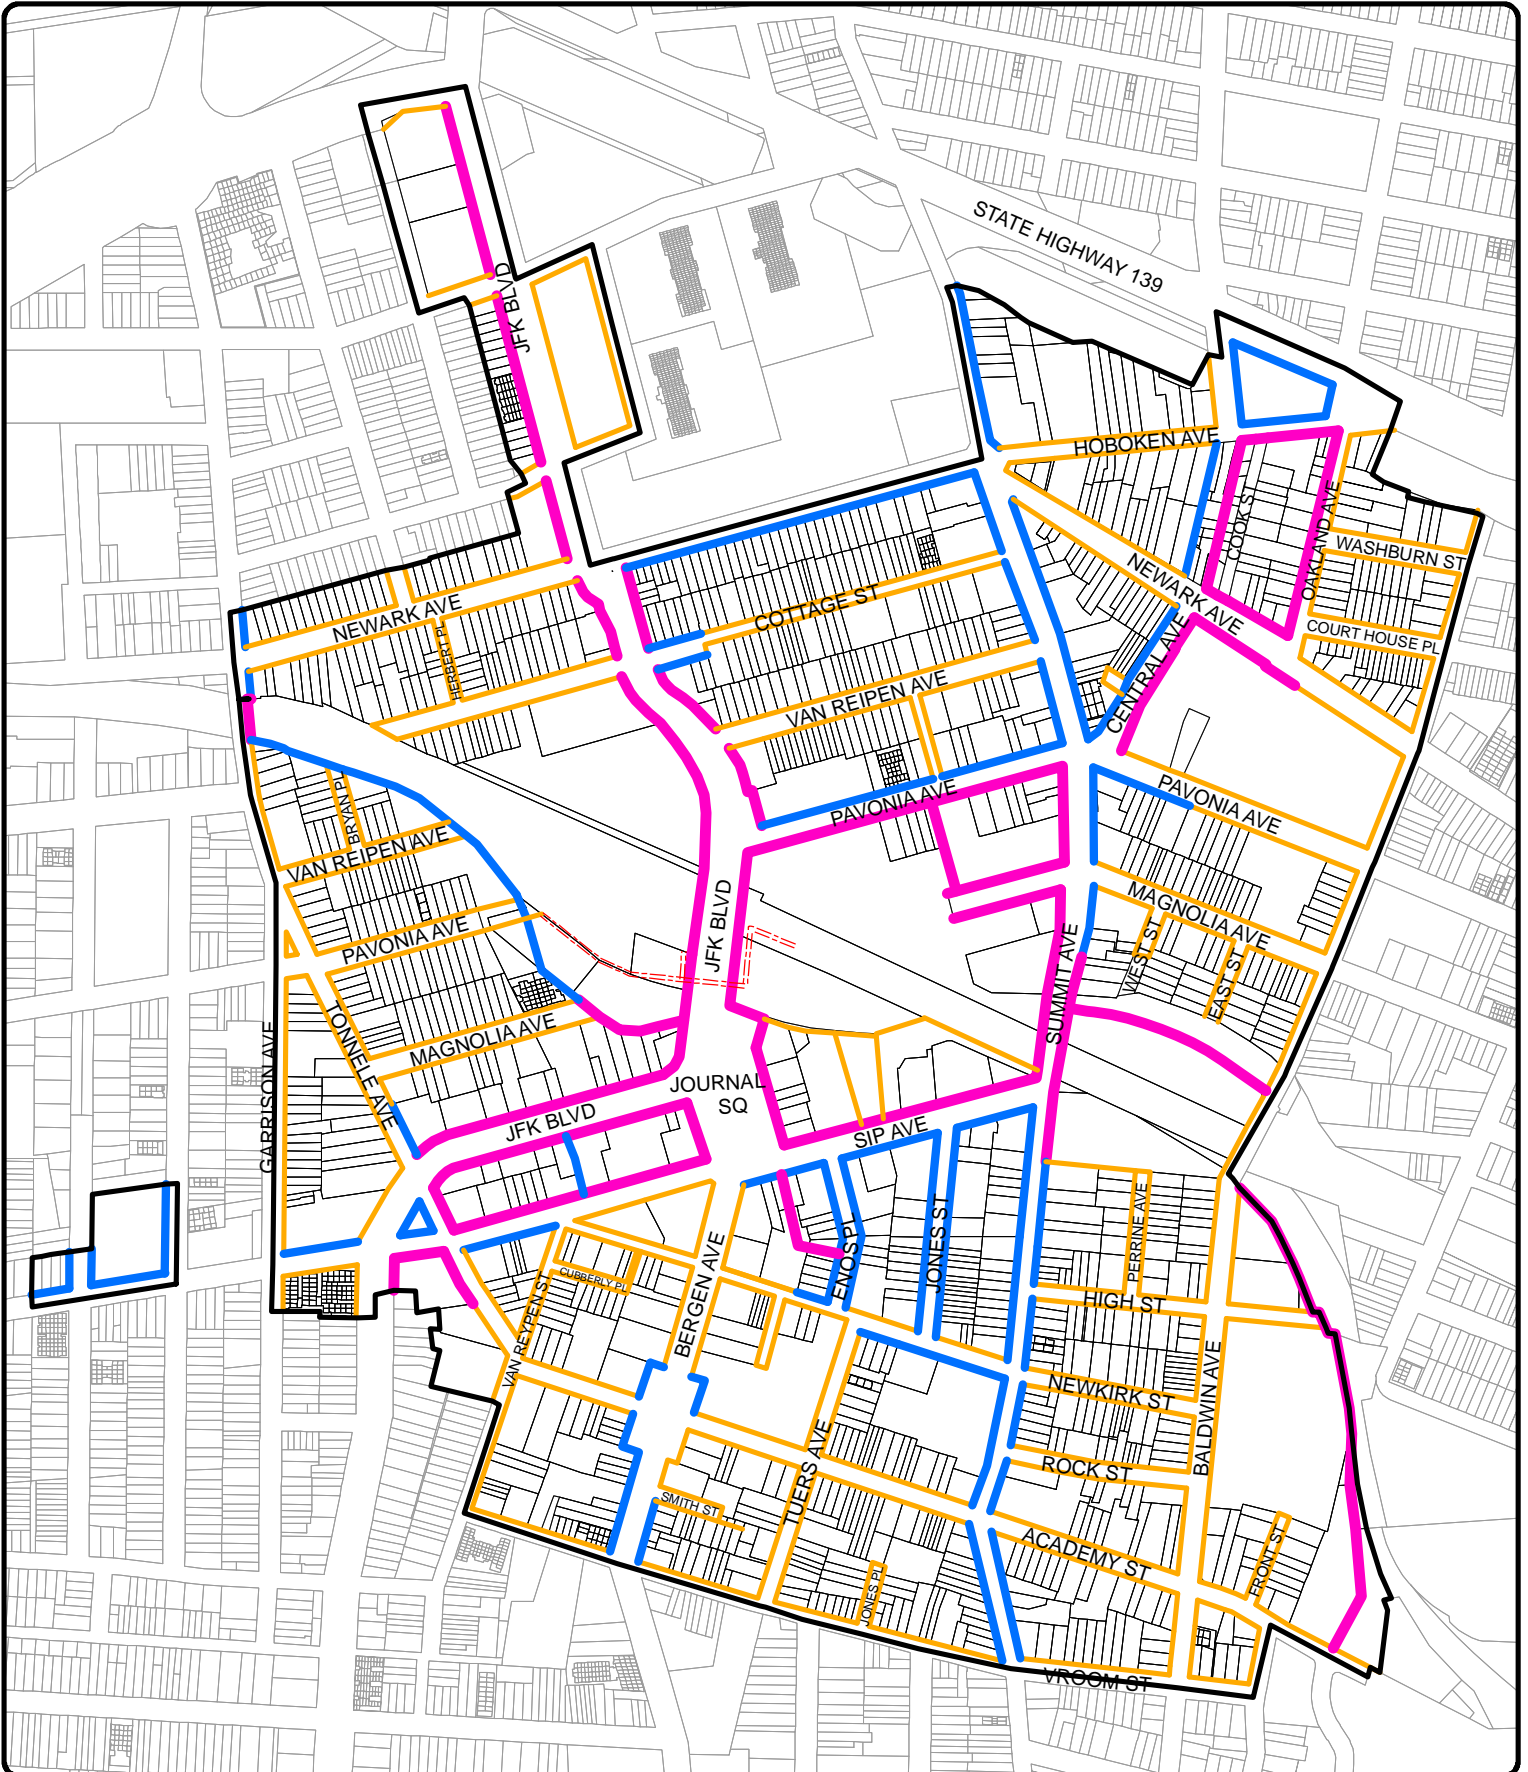 STATE HIGHWAY 139
JFK BLVD
HOBOKEN AVE
COOK S
OAKLAND AVE
WASHBURN ST
NEWARK AVE
COTTAGE ST
NEWARK AVE
HERBERT PL
COURT HOUSE PL
CENTRAL AVE
VAN REIPEN AVE
BRYAN PL
PAVONIA AVE
PAVONIA AVE
VAN REIPEN AVE
MAGNOLIA AVE
JFK BLVD
PAVONIA AVE
SUMMIT AVE
WEST ST
EAST ST
MAGNOLIA AVE
TONNELE AVE
GARRISON AVE
JOURNAL
SQ
JFK BLVD
SIP AVE
PERRINE AVE
JONES ST
ENOS PL
BERGEN AVE
CUBBERLY PL
VAN REYPEN ST
HIGH ST
NEWKIRK ST
BALDWIN AVE
TUERS AVE
ROCK ST
SMITH ST
ACADEMY ST
FRONT ST
JONES PL
VROOM ST